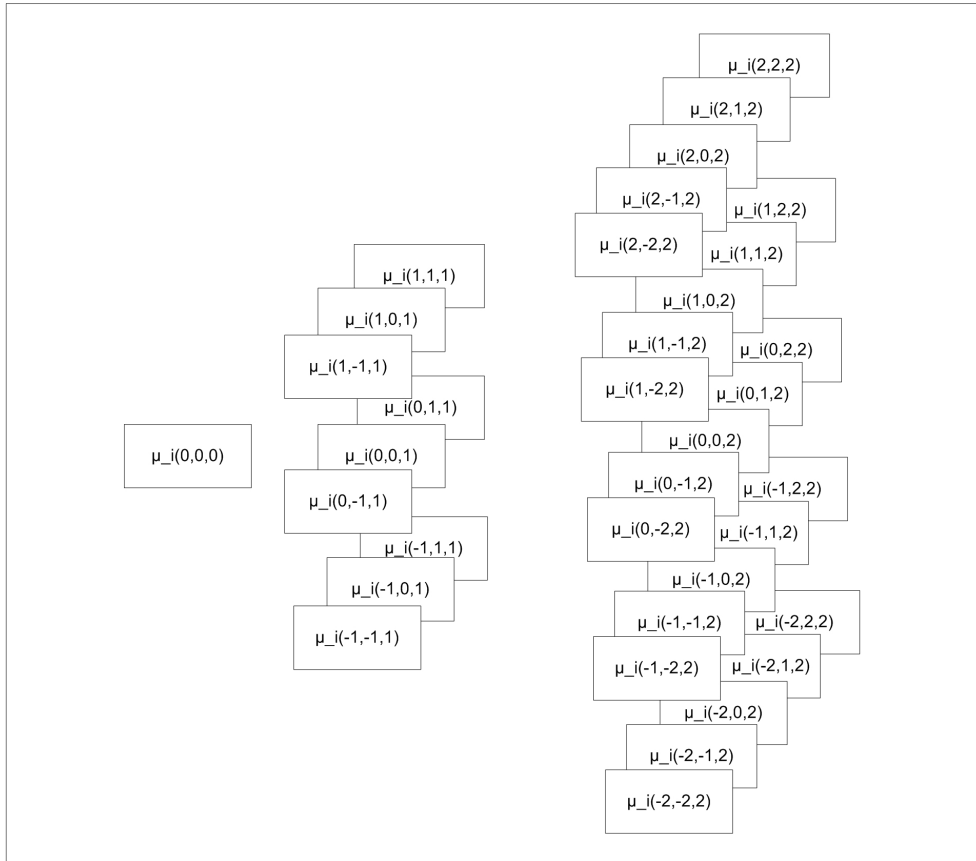 µ_i(0,0,0)
µ_i(1,1,1)
µ_i(1,0,1)
µ_i(1,-1,1)
µ_i(0,1,1)
µ_i(0,0,1)
µ_i(0,-1,1)
µ_i(-1,1,1)
µ_i(-1,0,1)
µ_i(-1,-1,1)
µ_i(2,2,2)
µ_i(2,1,2)
µ_i(2,0,2)
µ_i(2,-1,2)
µ_i(2,-2,2)
µ_i(1,2,2)
µ_i(1,1,2)
µ_i(1,0,2)
µ_i(1,-1,2)
µ_i(1,-2,2)
µ_i(0,2,2)
µ_i(0,1,2)
µ_i(0,0,2)
µ_i(0,-1,2)
µ_i(0,-2,2)
µ_i(-1,2,2)
µ_i(-1,1,2)
µ_i(-1,0,2)
µ_i(-1,-1,2)
µ_i(-1,-2,2)
µ_i(-2,2,2)
µ_i(-2,1,2)
µ_i(-2,0,2)
µ_i(-2,-1,2)
µ_i(-2,-2,2)